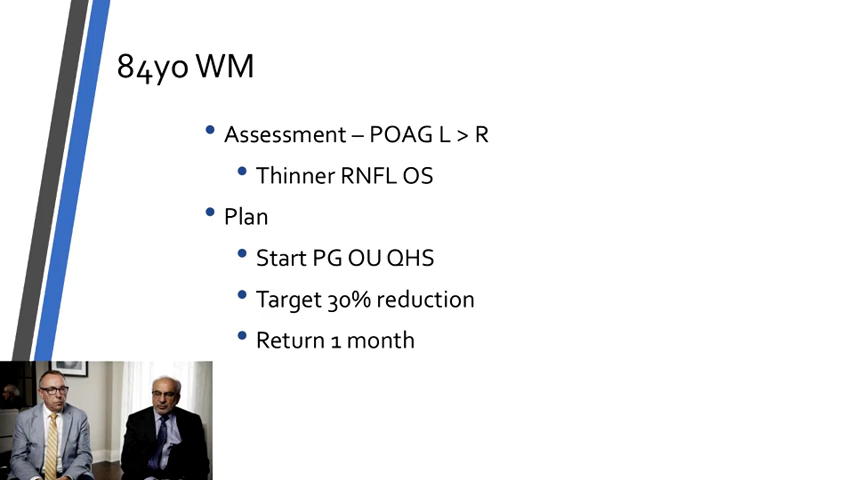 84yo WM
Assessment – POAG L > R
Thinner RNFL OS
Plan
Start PG OU QHS
Target 30% reduction
Return 1 month